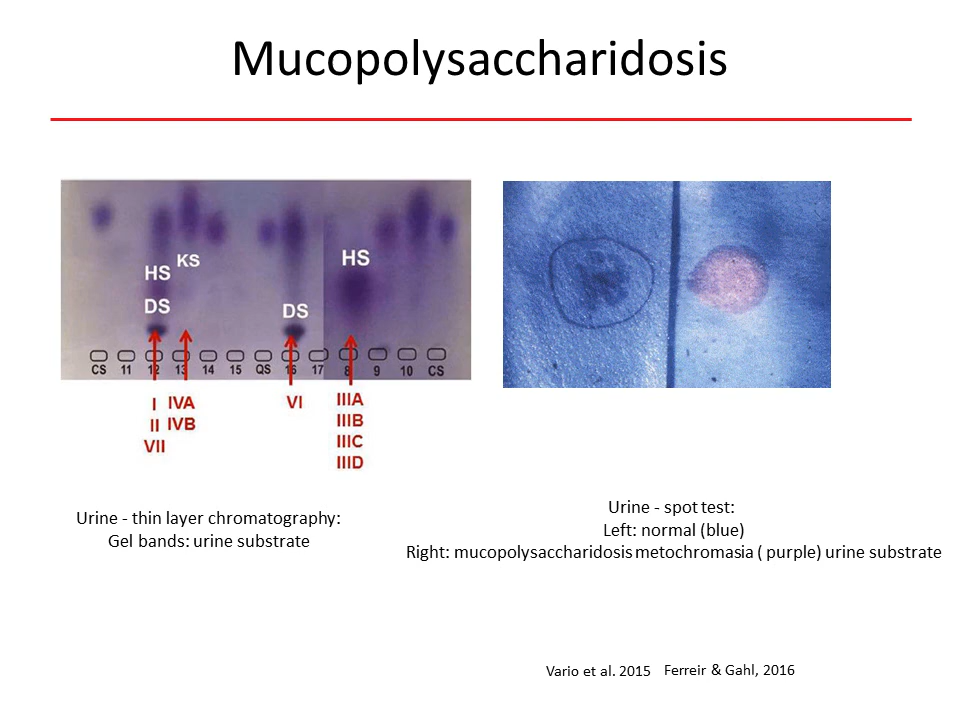 Mucopolysaccharidosis
KS
HS
HS
DS
DS
CS 11 12 13 14 15 QS 16 17 8 9 10 CS
I IVA VI IIIA
II IVB IIIB
VII IIIC
IIID
Urine - thin layer chromatography:
Gel bands: urine substrate
Urine - spot test:
Left: normal (blue)
Right: mucopolysaccharidosis metochromasia ( purple) urine substrate
Vario et al. 2015 Ferreir & Gahl, 2016